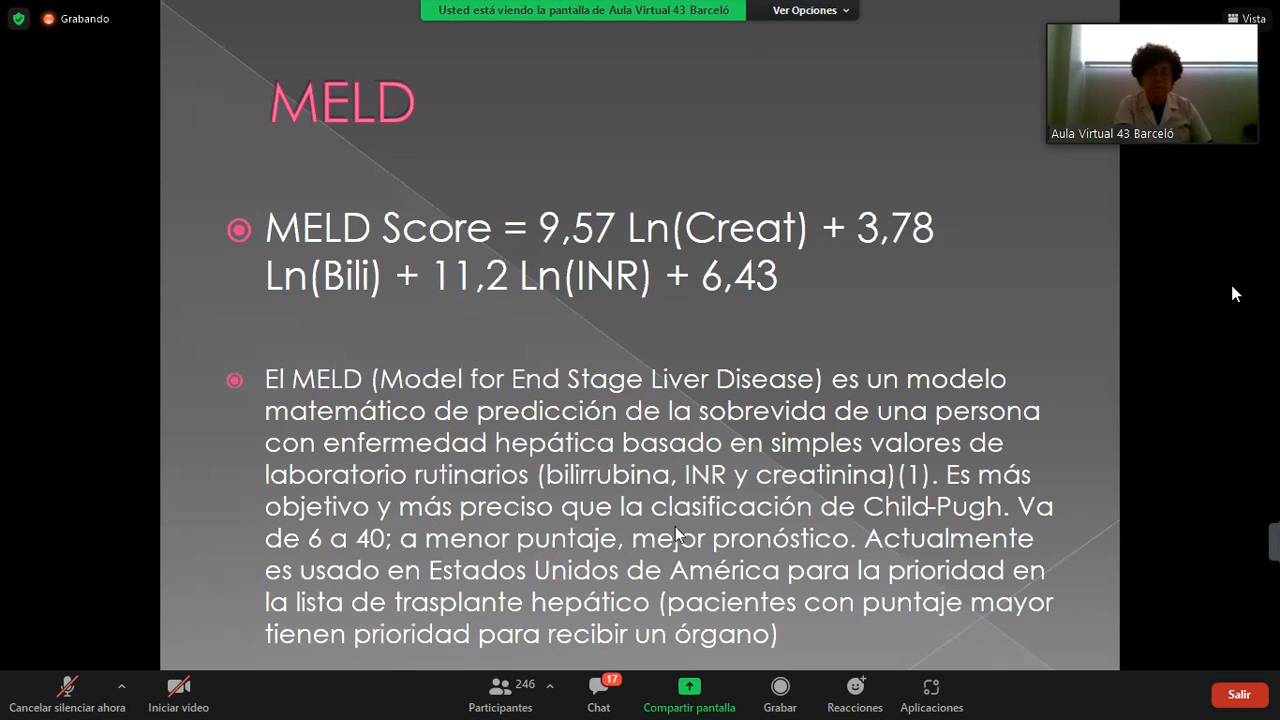 Grabando
Usted está viendo la pantalla de Aula Virtual 43 Barceló
Ver Opciones
Vista
Aula Virtual 43 Barceló
MELD
MELD Score = 9,57 Ln(Creat) + 3,78
Ln(Bili) + 11,2 Ln(INR) + 6,43
El MELD (Model for End Stage Liver Disease) es un modelo
matemático de predicción de la sobrevida de una persona
con enfermedad hepática basado en simples valores de
laboratorio rutinarios (bilirrubina, INR y creatinina)(1). Es más
objetivo y más preciso que la clasificación de Child-Pugh. Va
de 6 a 40; a menor puntaje, mejor pronóstico. Actualmente
es usado en Estados Unidos de América para la prioridad en
la lista de trasplante hepático (pacientes con puntaje mayor
tienen prioridad para recibir un órgano)
Cancelar silenciar ahora
Iniciar video
246
Participantes
17
Chat
Compartir pantalla
Grabar
Reacciones
Aplicaciones
Salir